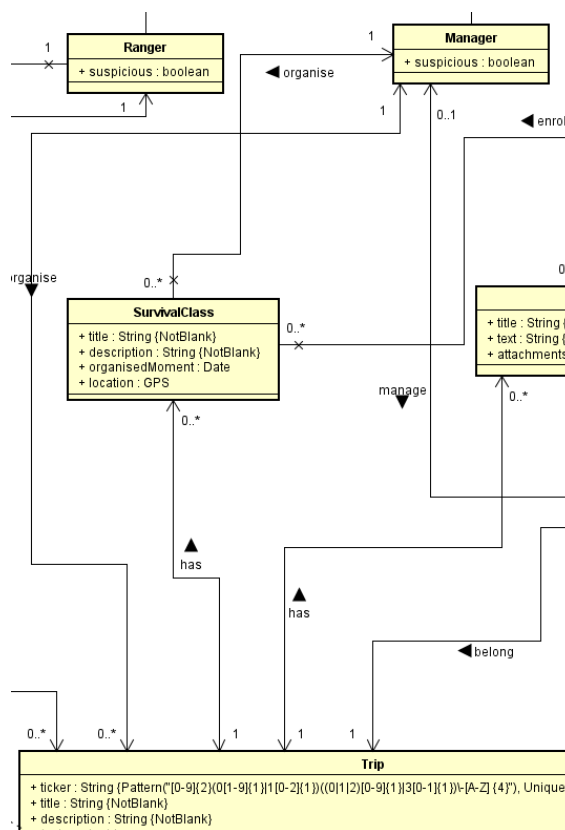 Ranger
+ suspicious : boolean
Manager
+ suspicious : boolean
1
1
organise
1
1
0..1
enrol
organise
0..*
0..
SurvivalClass
+ title : String {NotBlank}
+ description : String {NotBlank}
+ organisedMoment : Date
+ location : GPS
0..*
+ title : String {
+ text : String {
+ attachments
manage
0..*
0..*
has
has
belong
0..*
0..*
1
1
1
Trip
+ ticker : String {Pattern("[0-9]{2}(0[1-9]{1}|1[0-2]{1})((0|1|2)[0-9]{1}|3[0-1]{1})\-[A-Z] {4}"), Unique
+ title : String {NotBlank}
+ description : String {NotBlank}